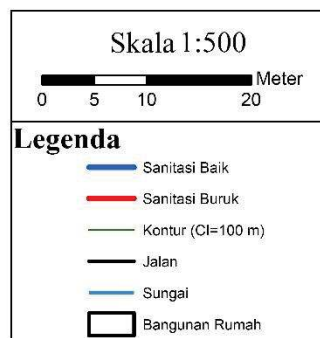 Skala 1:500
Meter
0 5 10 20
Legenda
Sanitasi Baik
Sanitasi Buruk
Kontur (CI=100 m)
Jalan
Sungai
Bangunan Rumah